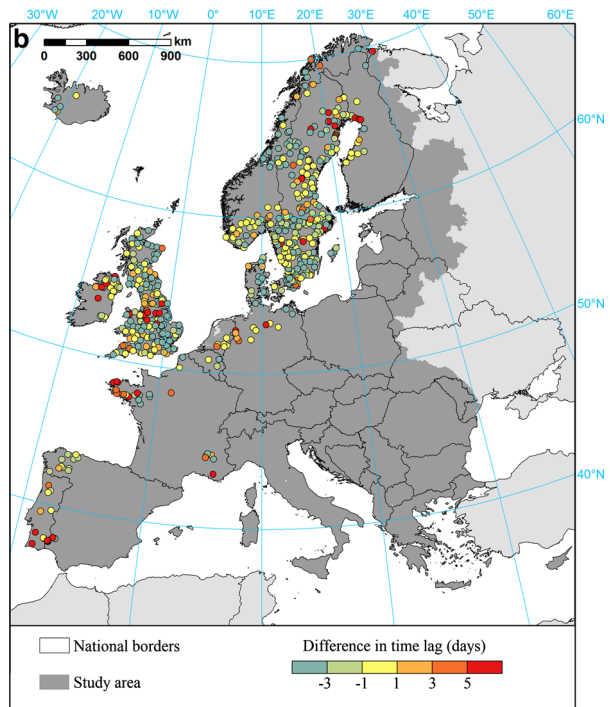 30°W 20°W 10°W 0° 10°E 20°E 30°E 40°E 50°E 60°E
b
km
0 300 600 900
60°N
50°N
40°N
National borders
Study area
Difference in time lag (days)
-3 -1 1 3 5